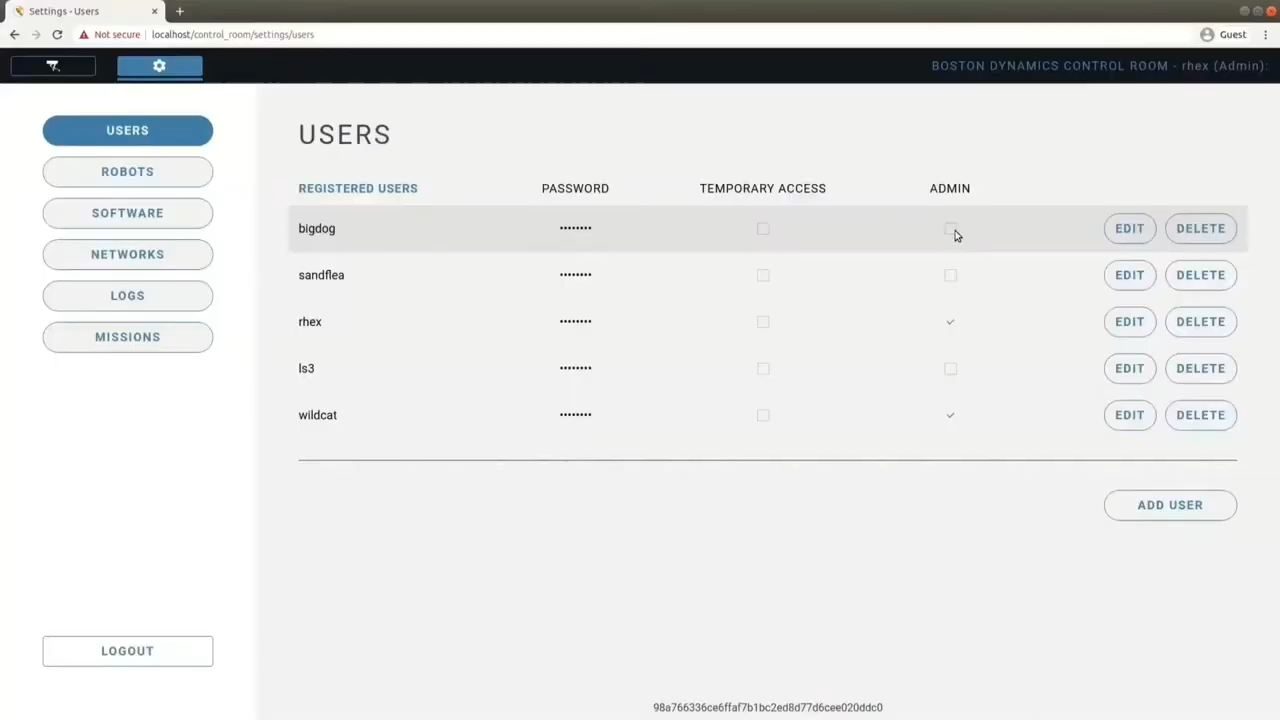 Settings - Users
Not secure localhost/control_room/settings/users Guest
BOSTON DYNAMICS CONTROL ROOM - rhex (Admin):
USERS
ROBOTS
SOFTWARE
NETWORKS
LOGS
MISSIONS
LOGOUT
USERS
REGISTERED USERS PASSWORD TEMPORARY ACCESS ADMIN
bigdog •••••••• EDIT DELETE
sandflea •••••••• EDIT DELETE
rhex •••••••• EDIT DELETE
ls3 •••••••• EDIT DELETE
wildcat •••••••• EDIT DELETE
ADD USER
98a766336ce6ffaf7b1bc2ed8d77d6cee020ddc0